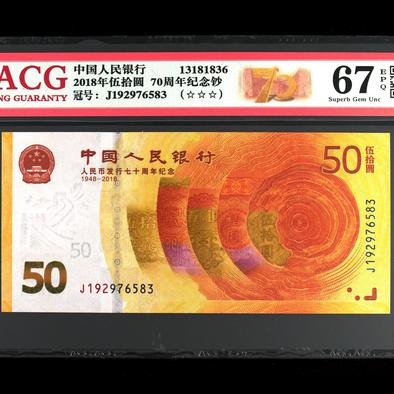 ACG
NG GUARANTY
中国人民银行 13181836
2018年伍拾圆 70周年纪念钞
冠号: J192976583 (☆☆☆)
70
67
EPQ
Superb Gem Unc
中国人民银行
人民币发行七十周年纪念
1948-2018
50 伍拾圆
50
50
J192976583
J192976583